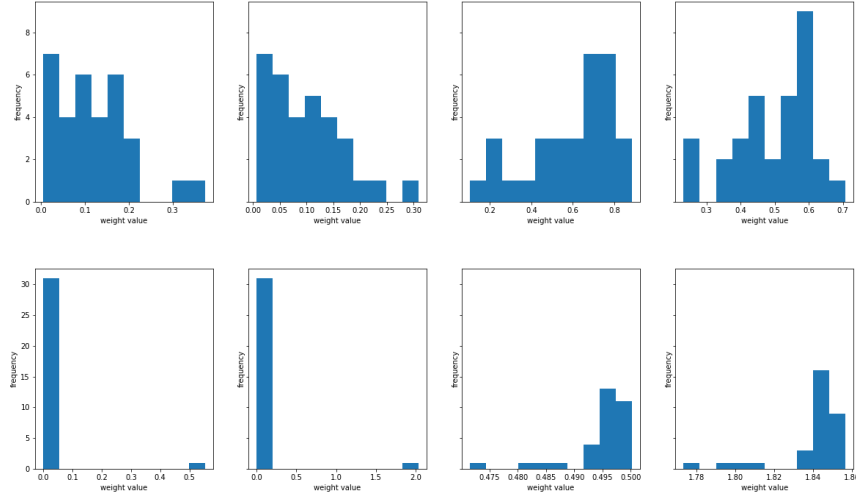 8
6
4
2
0
frequency
0.0 0.1 0.2 0.3
weight value
frequency
0.00 0.05 0.10 0.15 0.20 0.25 0.30
weight value
frequency
0.2 0.4 0.6 0.8
weight value
frequency
0.3 0.4 0.5 0.6 0.7
weight value
30
25
20
15
10
5
0
frequency
0.0 0.1 0.2 0.3 0.4 0.5
weight value
frequency
0.0 0.5 1.0 1.5 2.0
weight value
frequency
0.475 0.480 0.485 0.490 0.495 0.500
weight value
frequency
1.78 1.80 1.82 1.84 1.86
weight value